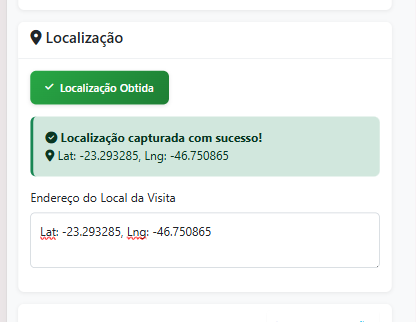 Localização
Localização Obtida
Localização capturada com sucesso!
Lat: -23.293285, Lng: -46.750865
Endereço do Local da Visita
Lat: -23.293285, Lng: -46.750865